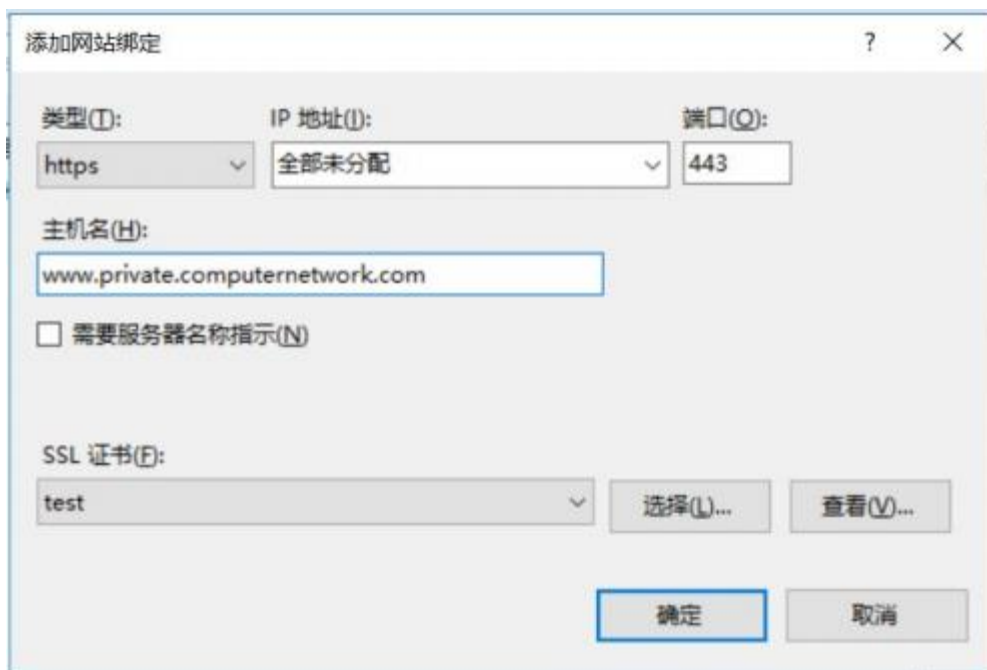 添加网站绑定 ?
类型(T): IP 地址(I): 端口(O):
https 全部未分配 443
主机名(H):
www.private.computernetwork.com
需要服务器名称指示(N)
SSL 证书(F):
test 选择(L)... 查看(V)...
确定 取消